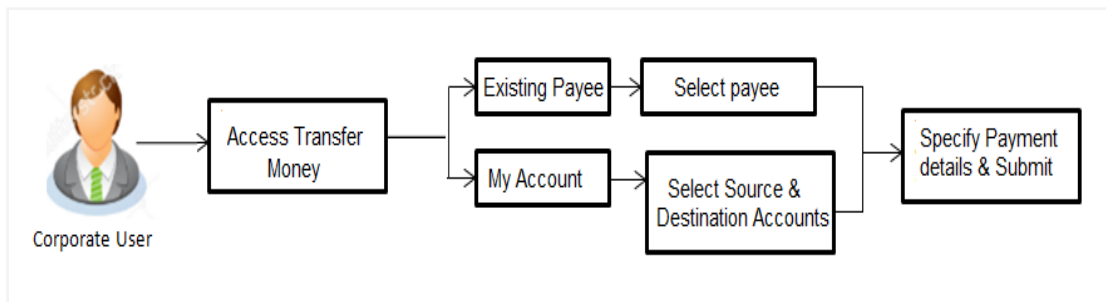 Corporate User
Access Transfer
Money
Existing Payee
Select payee
My Account
Select Source &
Destination Accounts
Specify Payment
details & Submit